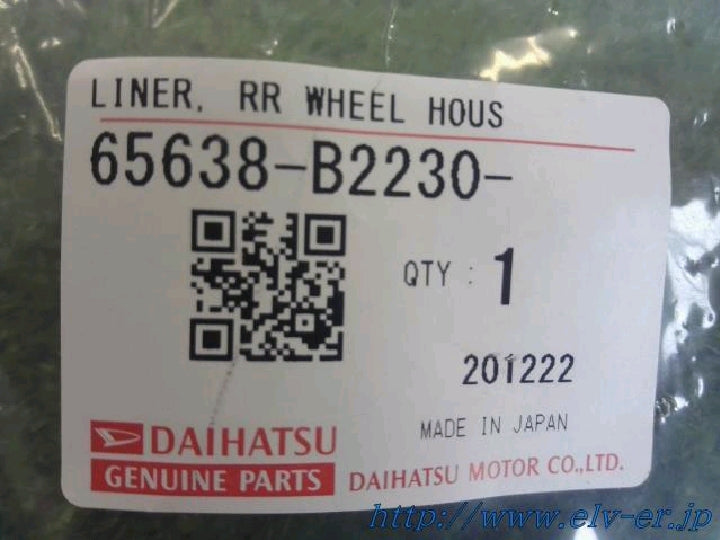 LINER, RR WHEEL HOUS
65638-B2230-
QTY : 1
201222
MADE IN JAPAN
DAIHATSU
GENUINE PARTS
DAIHATSU MOTOR CO.,LTD.
http://www.elv-er.jp